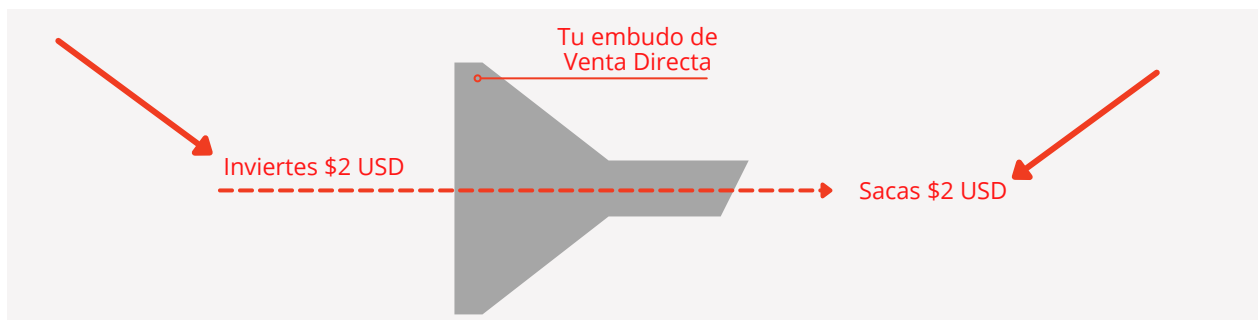 Tu embudo de
Venta Directa
Inviertes $2 USD
Sacas $2 USD